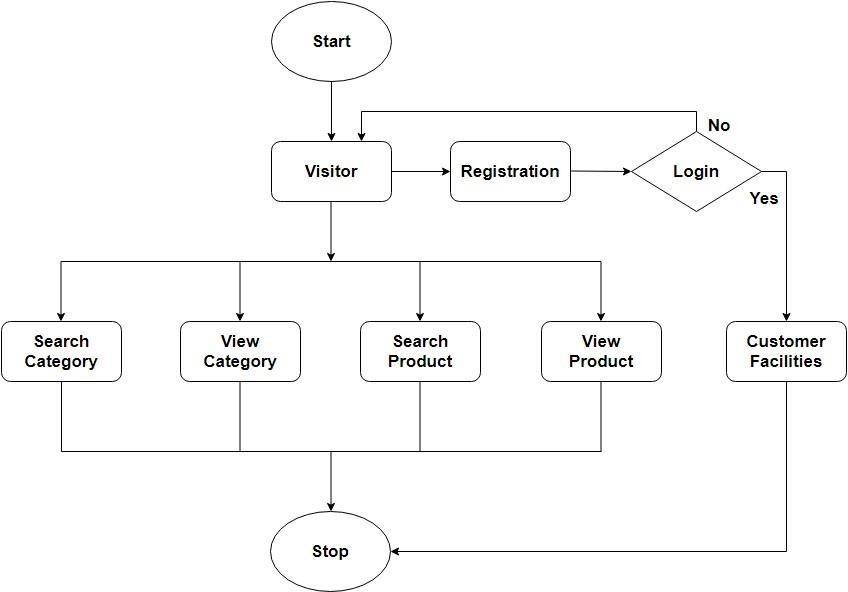 Start
No
Visitor
Registration
Login
Yes
Search
Category
View
Category
Search
Product
View
Product
Customer
Facilities
Stop